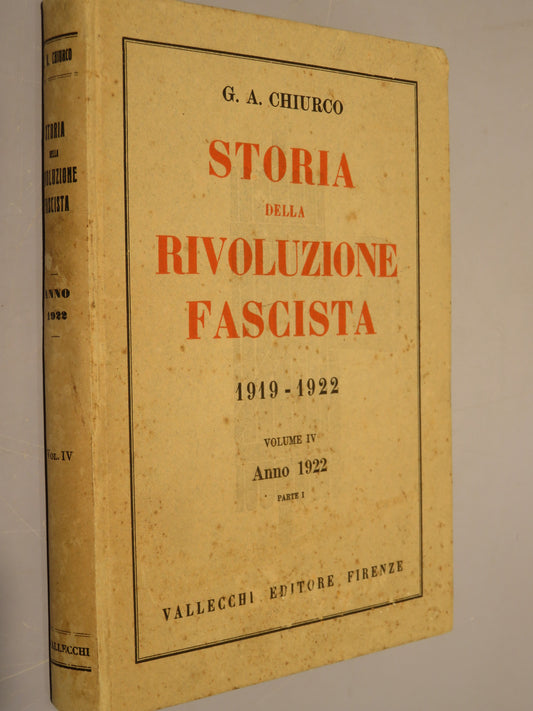 G. A. CHIURCO
STORIA
DELLA
RIVOLUZIONE
FASCISTA
1919-1922
VOLUME IV
Anno 1922
PARTE I
VALLECCHI EDITORE FIRENZE
CHIURCO
STORIA
DELLA
RIVOLUZIONE
FASCISTA
ANNO
1922
VOL. IV
VALLECCHI